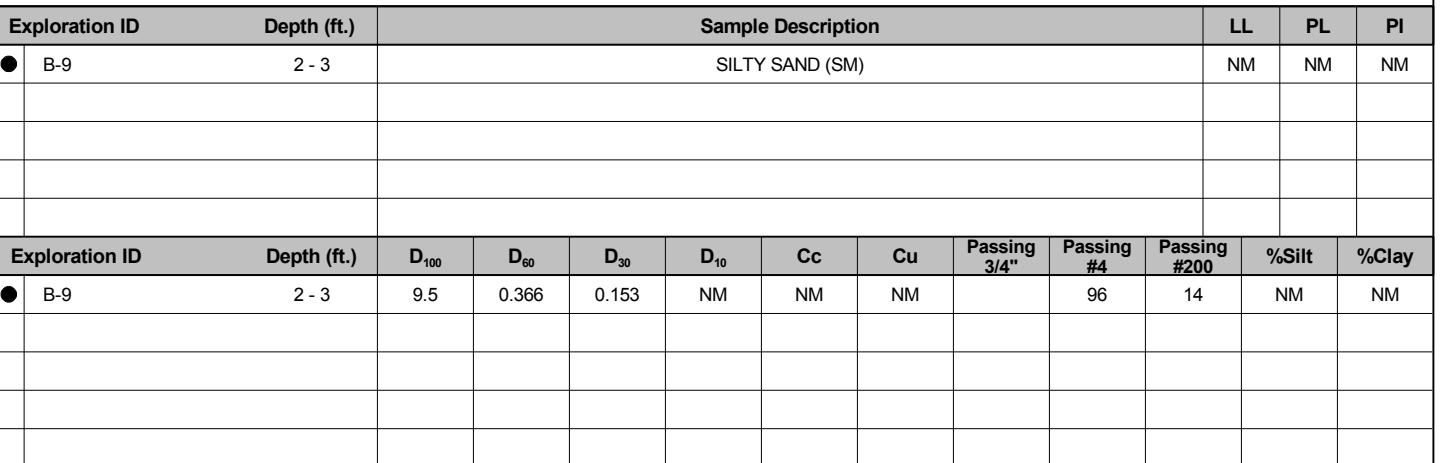 Exploration ID Depth (ft.) Sample Description LL PL PI
B-9 2 - 3 SILTY SAND (SM) NM NM NM
Exploration ID Depth (ft.) D100 D60 D30 D10 Cc Cu Passing 3/4" Passing #4 Passing #200 %Silt %Clay
B-9 2 - 3 9.5 0.366 0.153 NM NM NM 96 14 NM NM